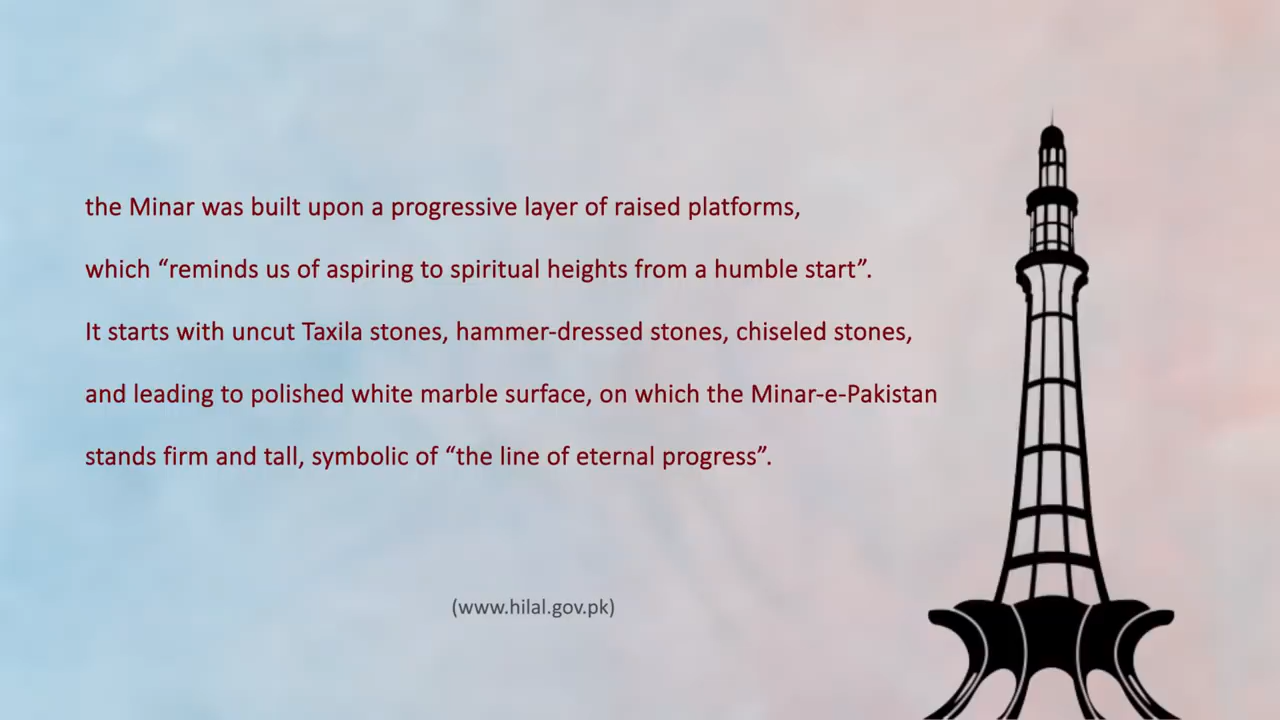 the Minar was built upon a progressive layer of raised platforms,
which “reminds us of aspiring to spiritual heights from a humble start”.
It starts with uncut Taxila stones, hammer-dressed stones, chiseled stones,
and leading to polished white marble surface, on which the Minar-e-Pakistan
stands firm and tall, symbolic of “the line of eternal progress”.
(www.hilal.gov.pk)